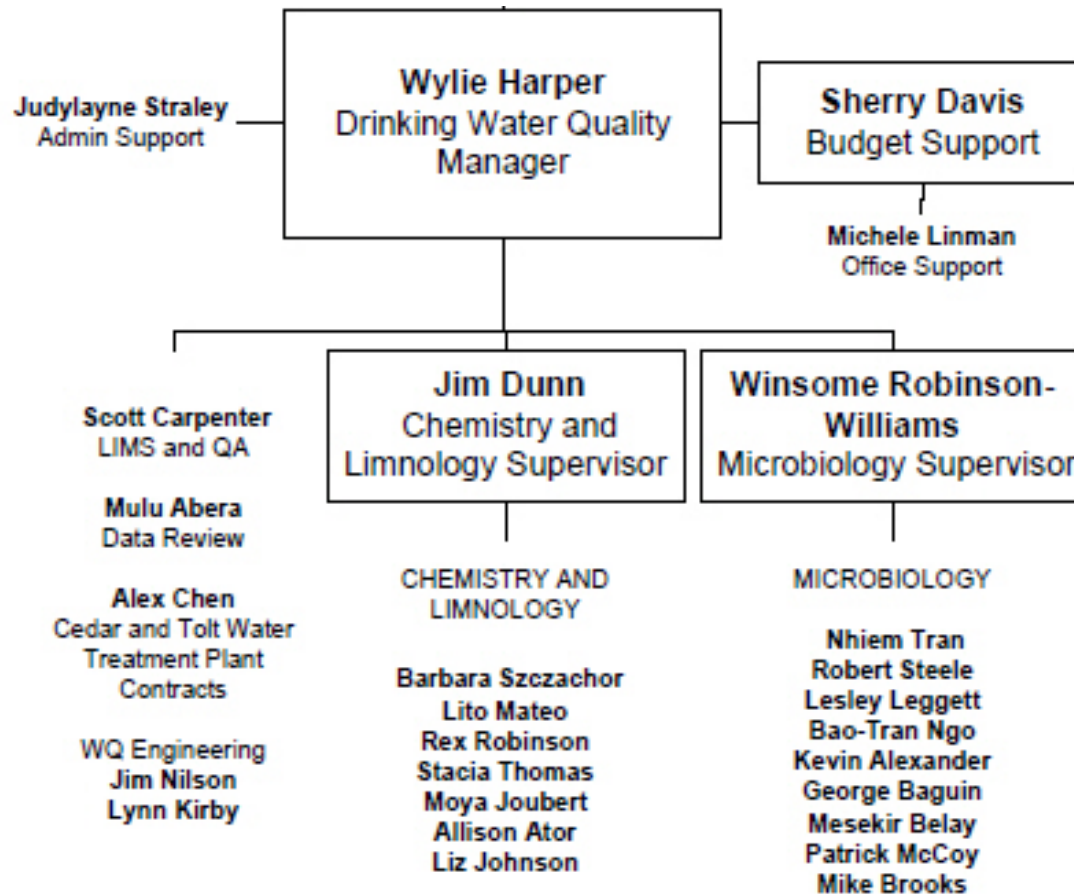 Judylayne Straley
Admin Support
Wylie Harper
Drinking Water Quality
Manager
Sherry Davis
Budget Support
Michele Linman
Office Support
Scott Carpenter
LIMS and QA
Mulu Abera
Data Review
Alex Chen
Cedar and Tolt Water
Treatment Plant
Contracts
WQ Engineering
Jim Nilson
Lynn Kirby
Jim Dunn
Chemistry and
Limnology Supervisor
CHEMISTRY AND
LIMNOLOGY
Barbara Szczachor
Lito Mateo
Rex Robinson
Stacia Thomas
Moya Joubert
Allison Ator
Liz Johnson
Winsome Robinson-
Williams
Microbiology Supervisor
MICROBIOLOGY
Nhiem Tran
Robert Steele
Lesley Leggett
Bao-Tran Ngo
Kevin Alexander
George Baguin
Mesekir Belay
Patrick McCoy
Mike Brooks